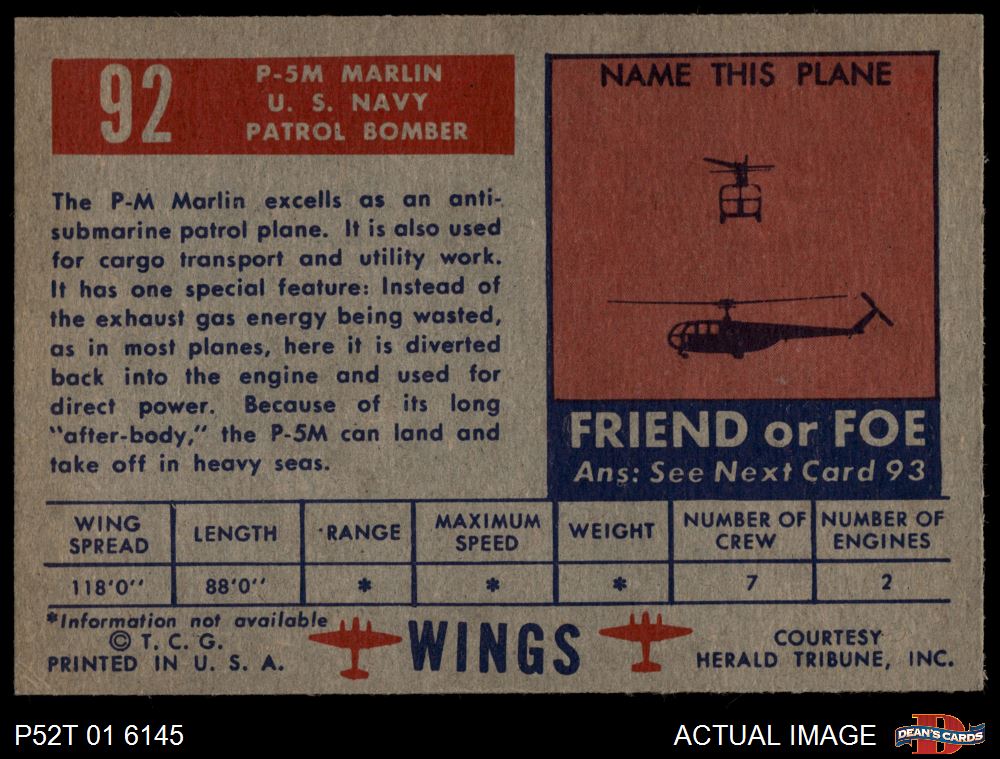 92
P-5M MARLIN
U. S. NAVY
PATROL BOMBER
The P-M Marlin excells as an anti-
submarine patrol plane. It is also used
for cargo transport and utility work.
It has one special feature: Instead of
the exhaust gas energy being wasted,
as in most planes, here it is diverted
back into the engine and used for
direct power. Because of its long
"after-body," the P-5M can land and
take off in heavy seas.
NAME THIS PLANE
FRIEND or FOE
Ans: See Next Card 93
WING SPREAD LENGTH RANGE MAXIMUM SPEED WEIGHT NUMBER OF CREW NUMBER OF ENGINES
118'0'' 88'0'' * * * 7 2
*Information not available
© T. C. G.
PRINTED IN U. S. A.
WINGS
COURTESY
HERALD TRIBUNE, INC.
P52T 01 6145
ACTUAL IMAGE
D
DEAN'S CARDS